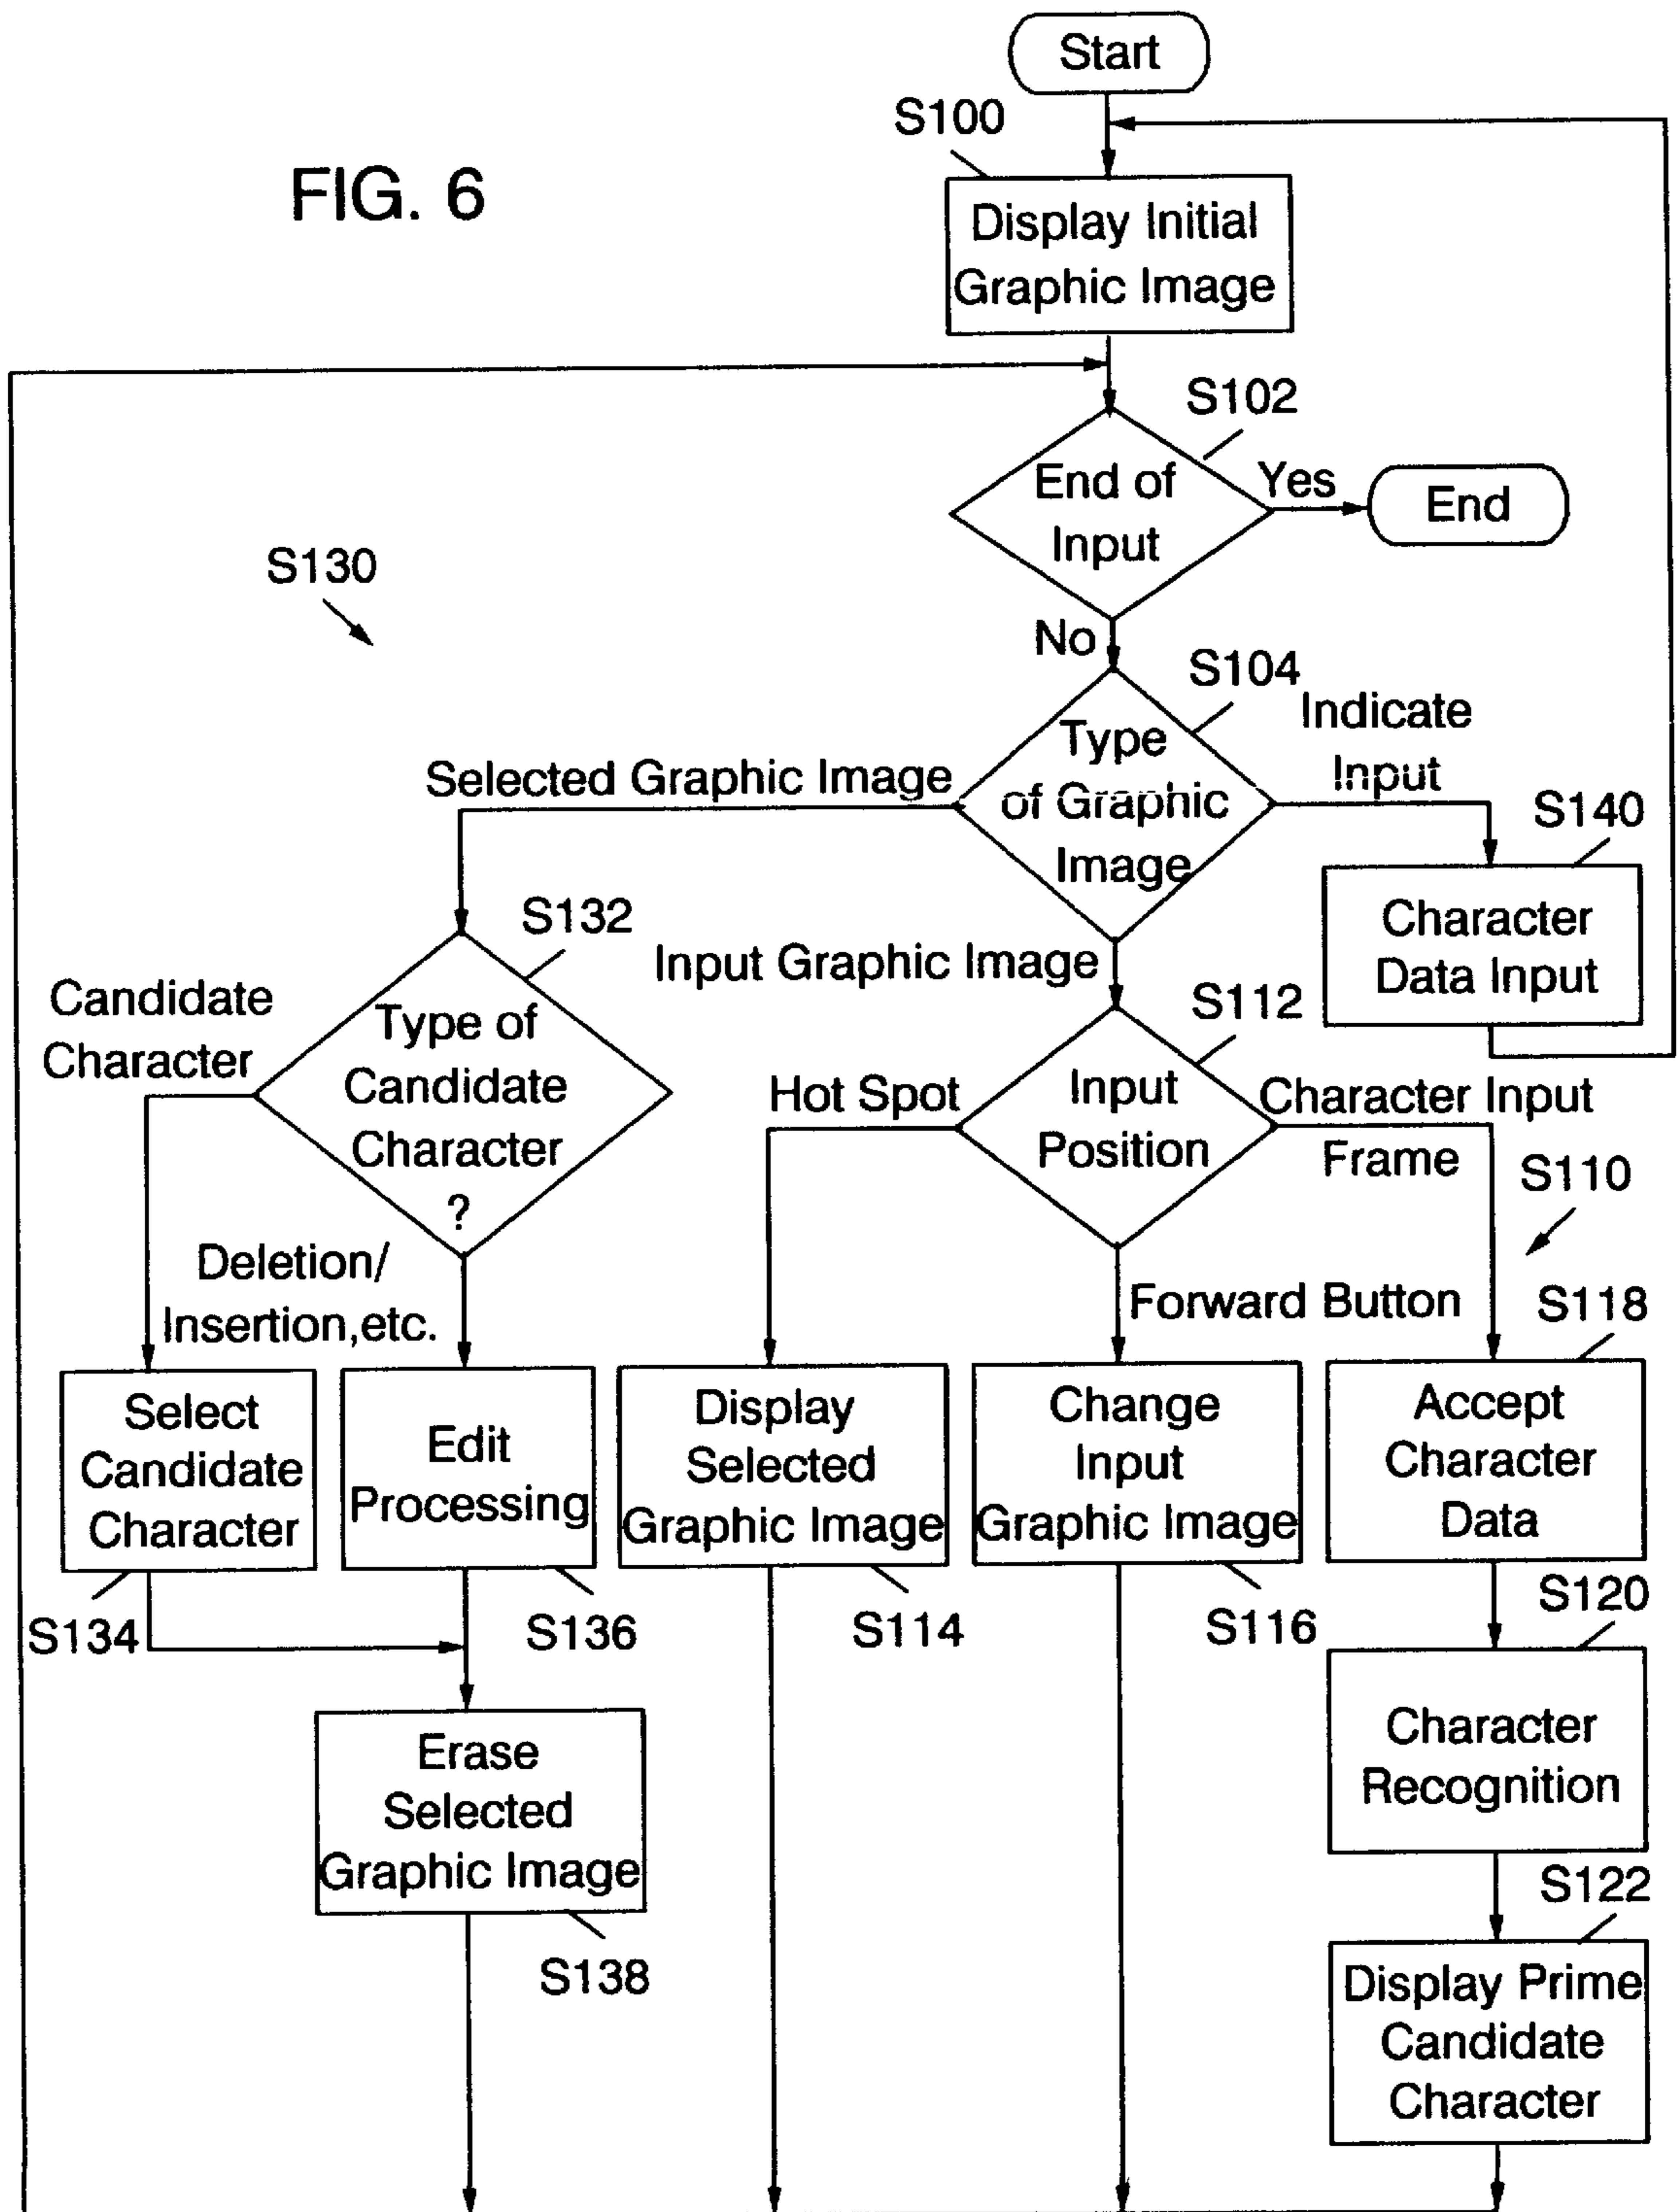 Start
S100
FIG. 6
Display Initial
Graphic Image
S102
End of
Input
Yes
End
S130
No
S104
Type
of Graphic
Image
Indicate
Input
Selected Graphic Image
S140
Character
Data Input
S132
Input Graphic Image
Candidate
Character
Type of
Candidate
Character
?
S112
Hot Spot
Input
Position
Character Input
Frame
S110
Deletion/
Insertion,etc.
Forward Button
S118
Select
Candidate
Character
Edit
Processing
Display
Selected
Graphic Image
Change
Input
Graphic Image
Accept
Character
Data
S134
S136
S114
S116
S120
Erase
Selected
Graphic Image
Character
Recognition
S138
S122
Display Prime
Candidate
Character